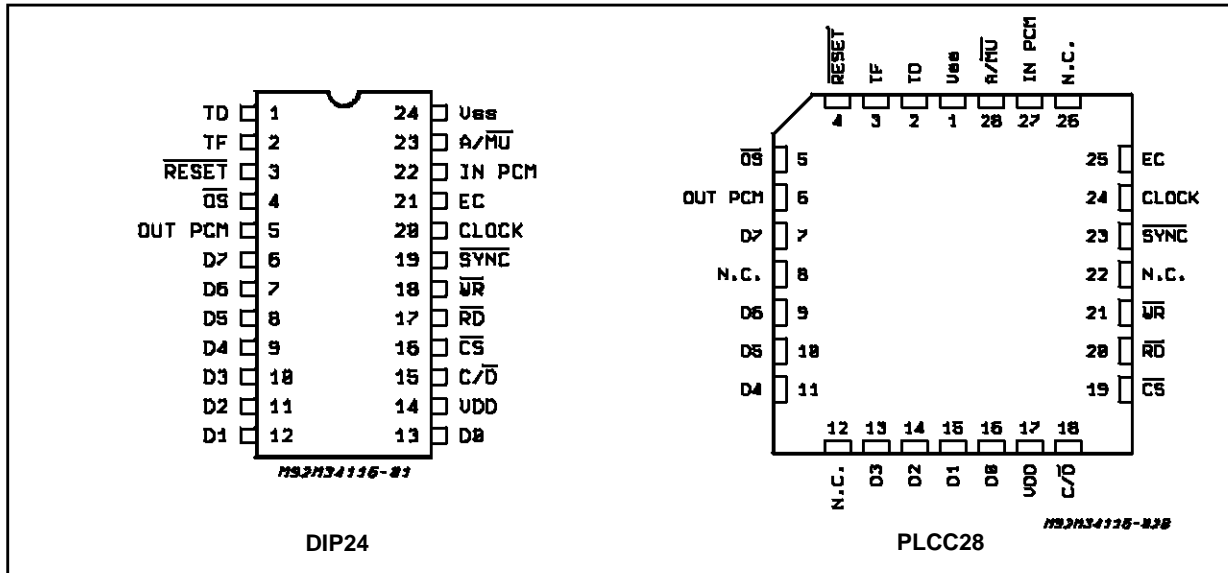 TD 1 24 Vss
TF 2 23 A/MU
RESET 3 22 IN PCM
OS 4 21 EC
OUT PCM 5 20 CLOCK
D7 6 19 SYNC
D6 7 18 WR
D5 8 17 RD
D4 9 16 CS
D3 10 15 C/D
D2 11 14 VDD
D1 12 13 D0
M92M34116-01
DIP24
RESET TF TD Vss A/MU IN PCM N.C.
4 3 2 1 28 27 26
OS 5 25 EC
OUT PCM 6 24 CLOCK
D7 7 23 SYNC
N.C. 8 22 N.C.
D6 9 21 WR
D5 10 20 RD
D4 11 19 CS
12 13 14 15 16 17 18
N.C. D3 D2 D1 D0 VDD C/D
PLCC28